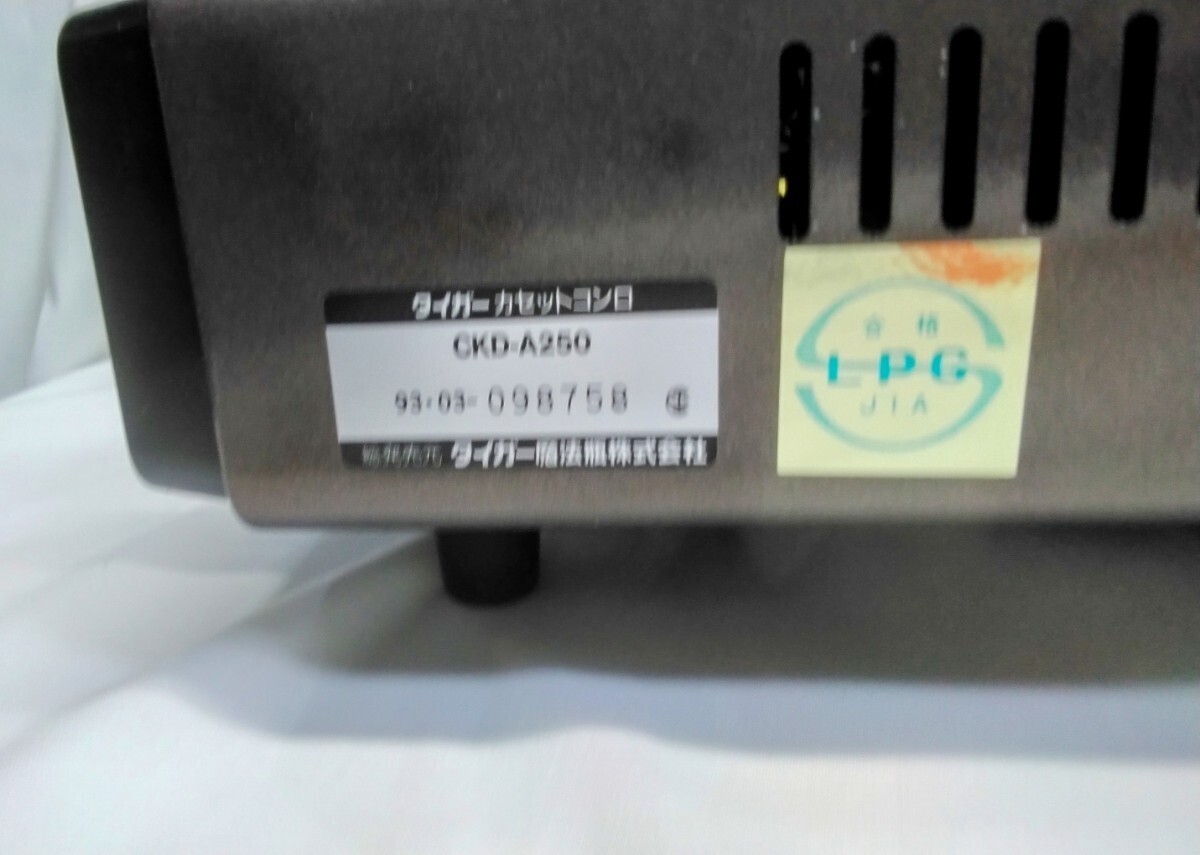 タイガー カセットコンロ
CKD-A250
93.03-098758
タイガー魔法瓶株式会社
合格
LPG
JIA